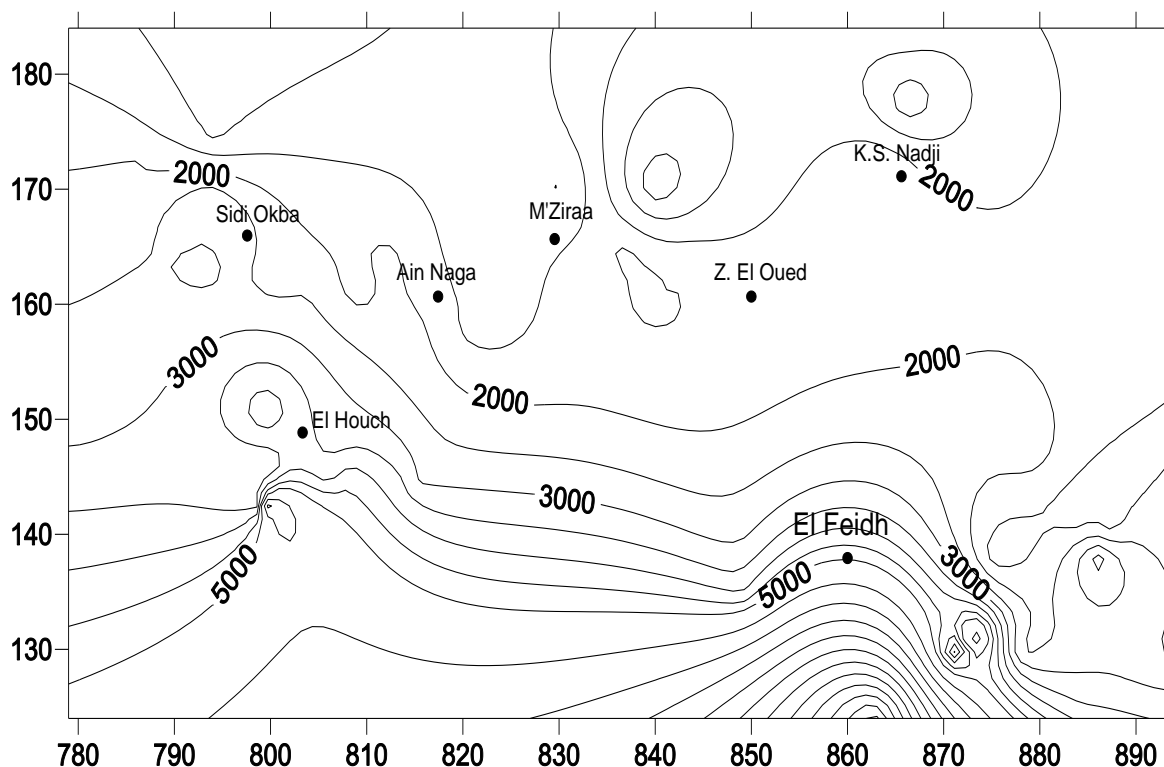 180
K.S. Nadji
2000
170
2000
Sidi Okba
M'Ziraa
Ain Naga
Z. El Oued
160
3000
2000
2000
150
El Houch
3000
El Feidh
140
5000
5000
3000
130
780 790 800 810 820 830 840 850 860 870 880 890